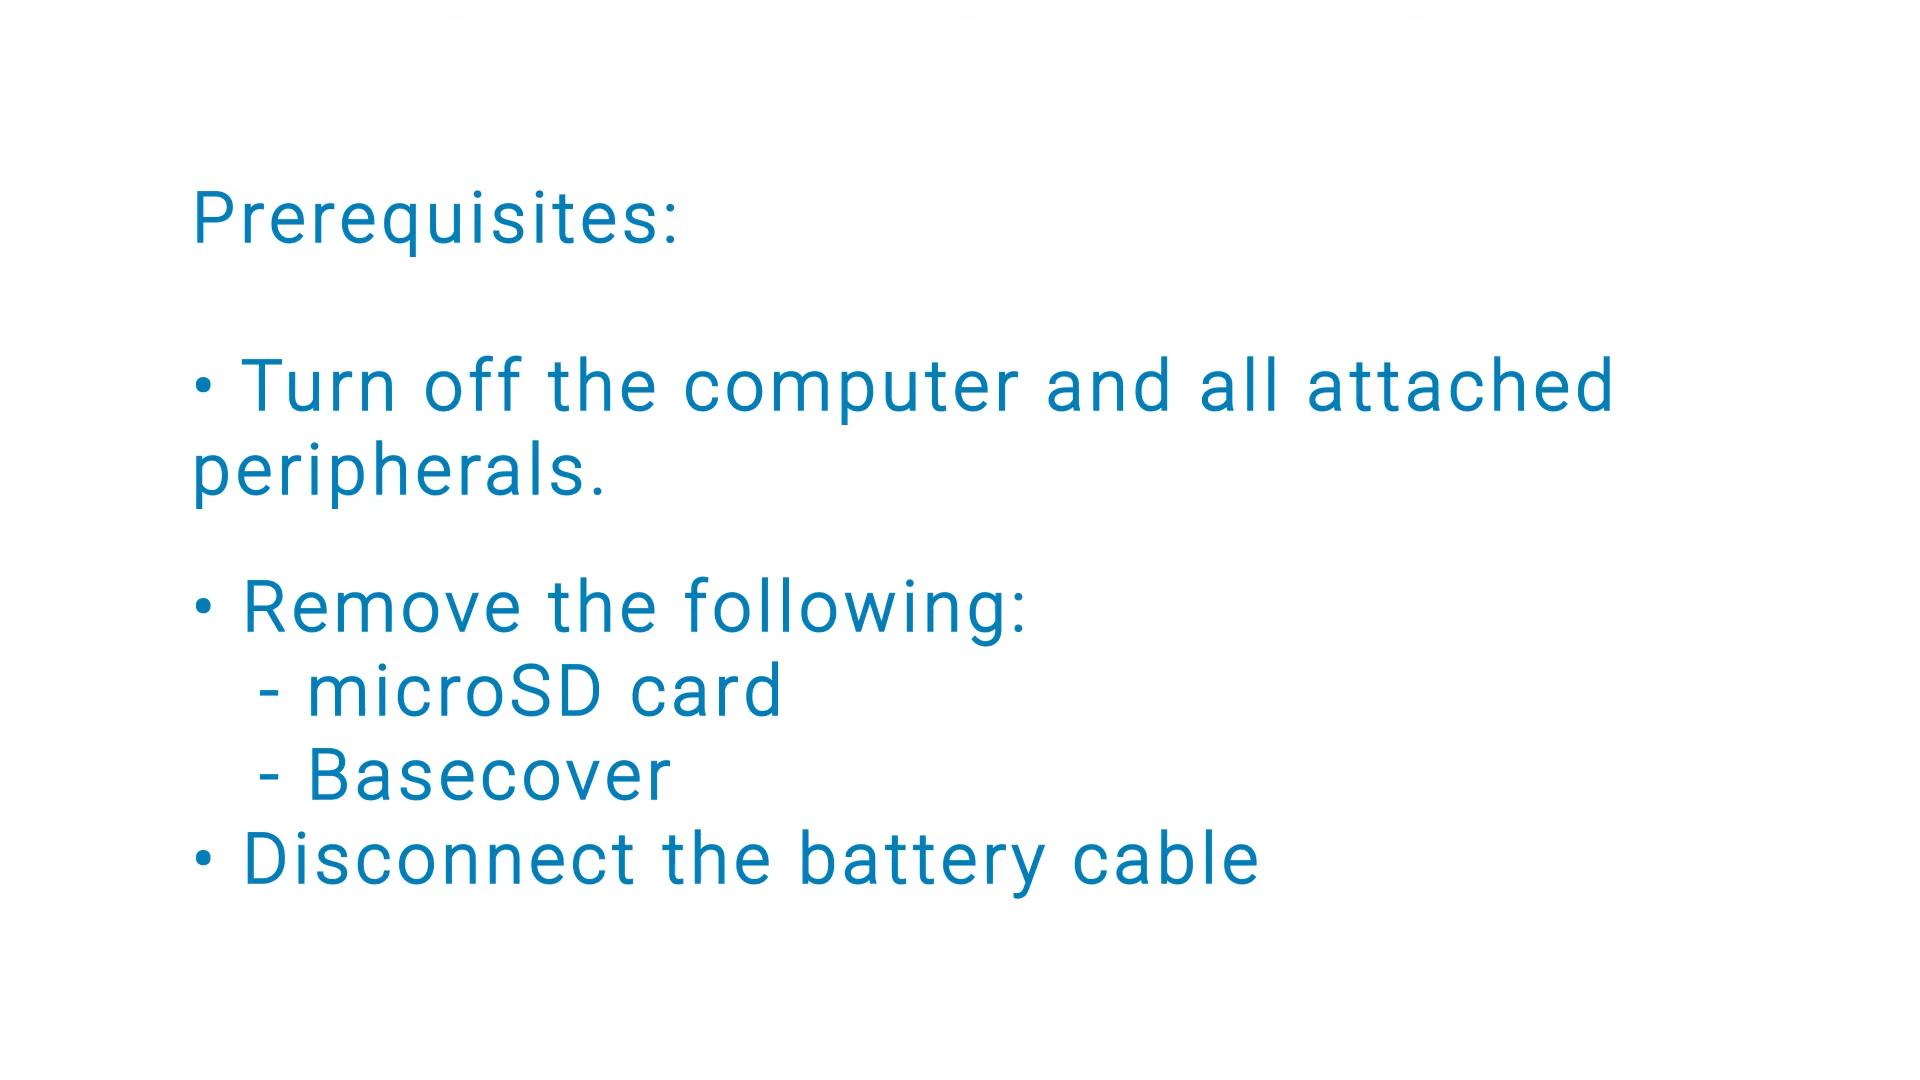 Prerequisites:
• Turn off the computer and all attached
peripherals.
• Remove the following:
- microSD card
- Basecover
• Disconnect the battery cable